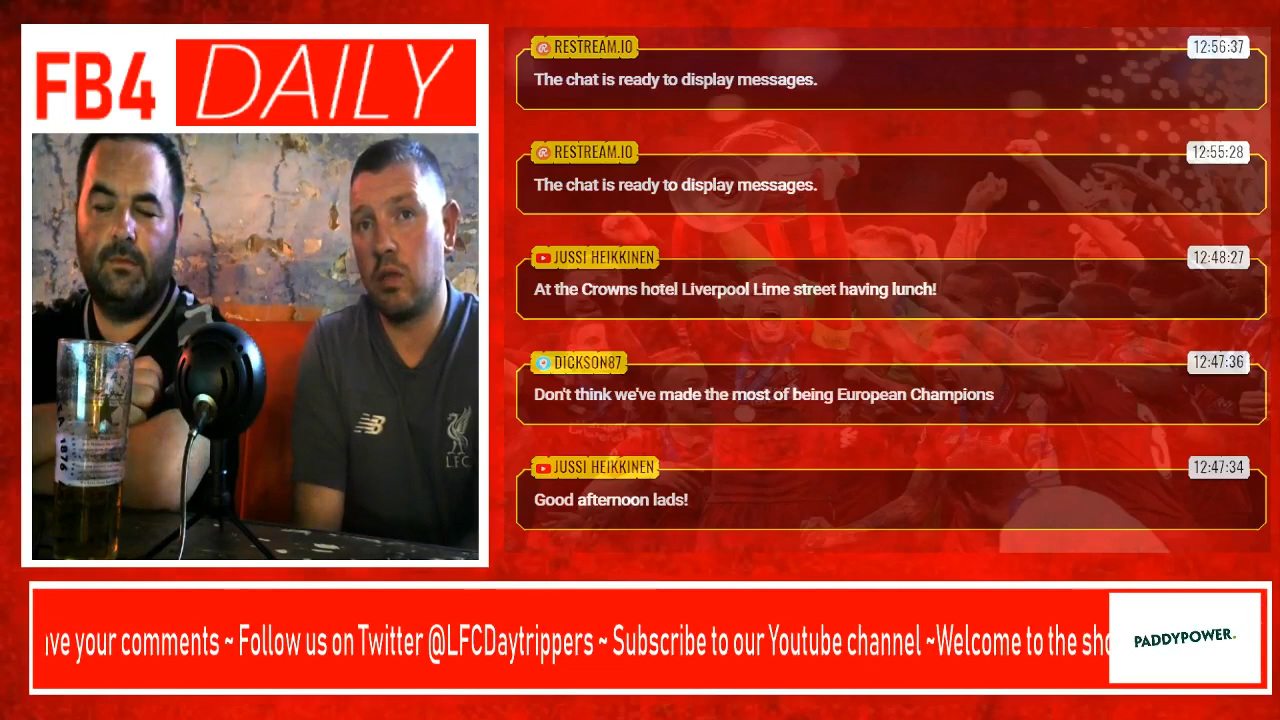 FB4 DAILY
RESTREAM.IO 12:56:37
The chat is ready to display messages.
RESTREAM.IO 12:55:28
The chat is ready to display messages.
JUSSI HEIKKINEN 12:48:27
At the Crowns hotel Liverpool Lime street having lunch!
DICKSON87 12:47:36
Don't think we've made the most of being European Champions
JUSSI HEIKKINEN 12:47:34
Good afternoon lads!
1876
NB
L.F.C.
ave your comments ~ Follow us on Twitter @LFCDaytrippers ~ Subscribe to our Youtube channel ~Welcome to the sho
PADDYPOWER.